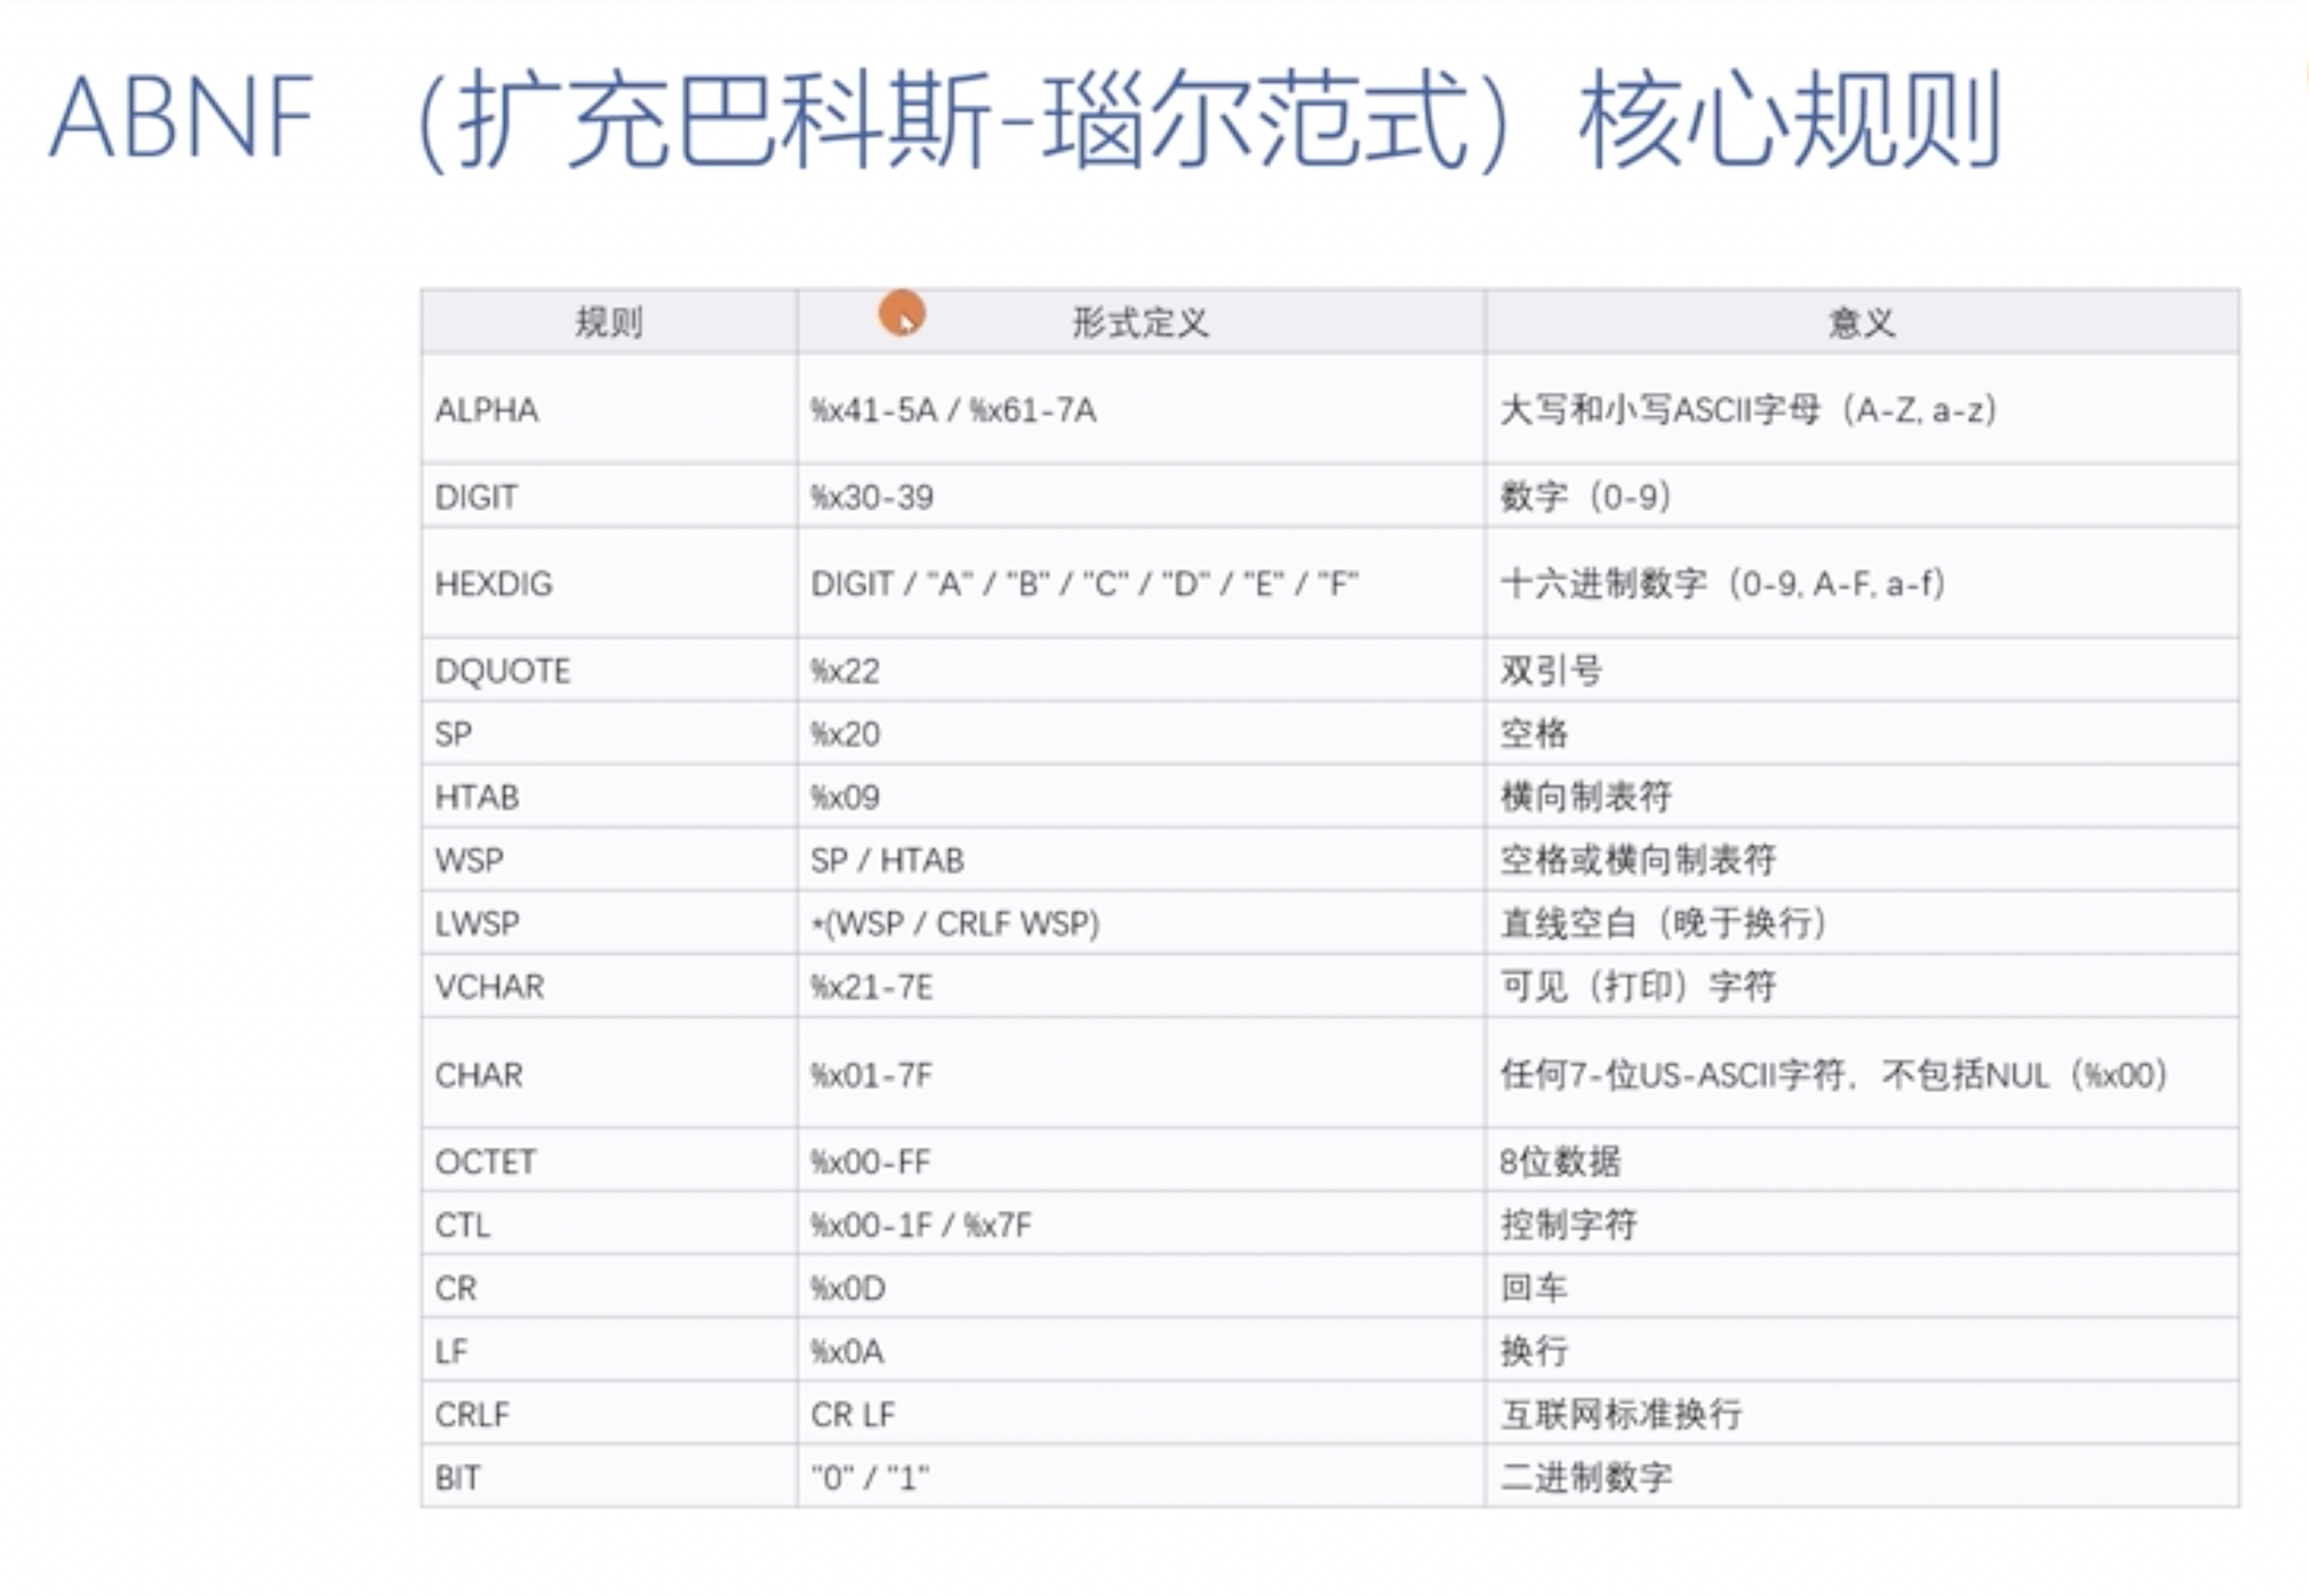 ABNF （扩充巴科斯-瑙尔范式）核心规则
规则 形式定义 意义
ALPHA %x41-5A / %x61-7A 大写和小写ASCII字母（A-Z, a-z）
DIGIT %x30-39 数字（0-9）
HEXDIG DIGIT / "A" / "B" / "C" / "D" / "E" / "F" 十六进制数字（0-9, A-F, a-f）
DQUOTE %x22 双引号
SP %x20 空格
HTAB %x09 横向制表符
WSP SP / HTAB 空格或横向制表符
LWSP *(WSP / CRLF WSP) 直线空白（晚于换行）
VCHAR %x21-7E 可见（打印）字符
CHAR %x01-7F 任何7-位US-ASCII字符，不包括NUL（%x00）
OCTET %x00-FF 8位数据
CTL %x00-1F / %x7F 控制字符
CR %x0D 回车
LF %x0A 换行
CRLF CR LF 互联网标准换行
BIT "0" / "1" 二进制数字